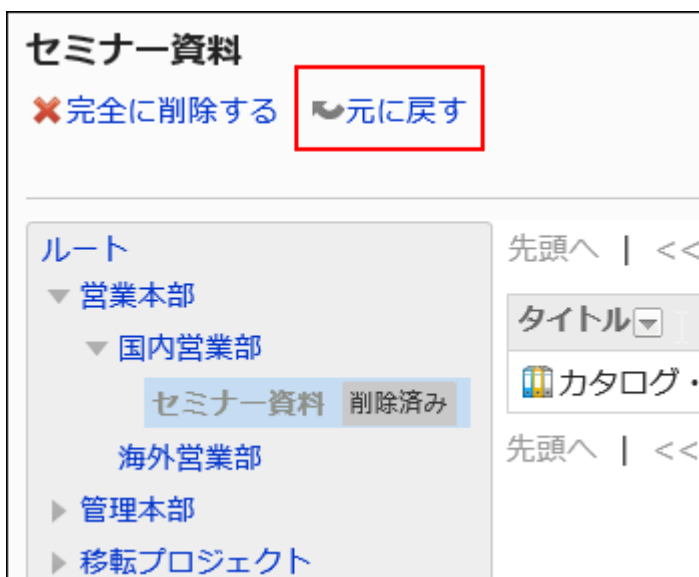 セミナー資料
完全に削除する 元に戻す
ルート
営業本部
国内営業部
セミナー資料 削除済み
海外営業部
管理本部
移転プロジェクト
先頭へ | <<
タイトル
カタログ・
先頭へ | <<